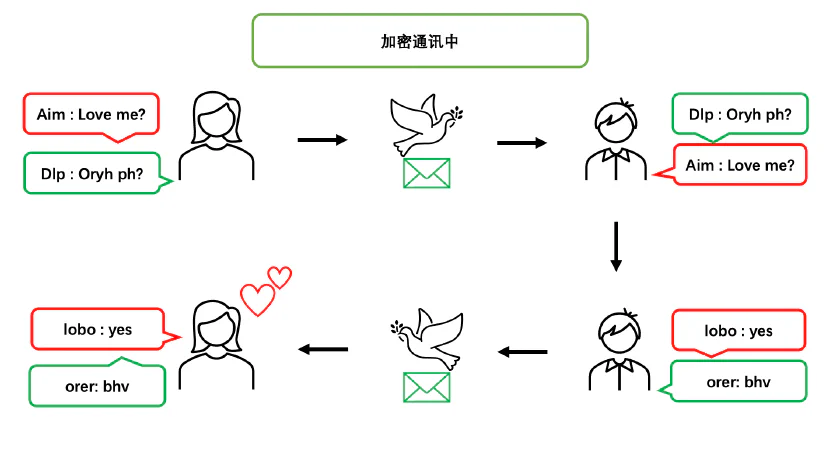 加密通讯中
Aim : Love me?
Dlp : Oryh ph?
Dlp : Oryh ph?
Aim : Love me?
lobo : yes
orer: bhv
lobo : yes
orer: bhv